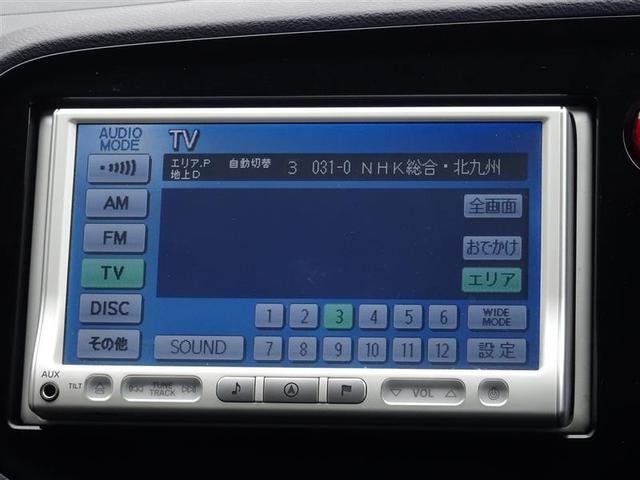 AUDIO MODE
TV
エリア.P 自動切替 3 031-0 NHK総合・北九州
地上D
AM
FM
TV
DISC
その他
全画面
おでかけ
エリア
1 2 3 4 5 6
WIDE MODE
7 8 9 10 11 12
設定
SOUND
AUX
TILT
TUNE TRACK
VOL